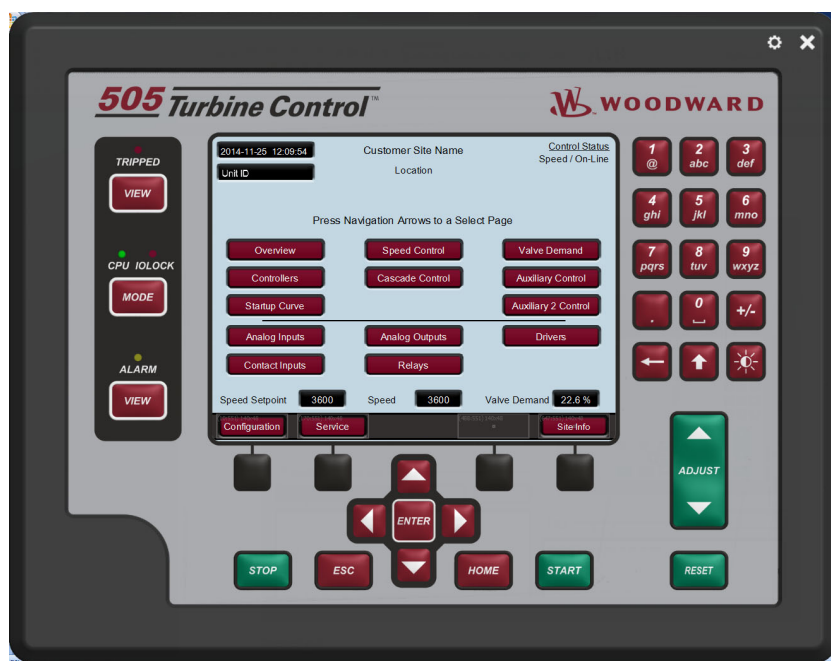 505 Turbine Control™
WOODWARD
TRIPPED
VIEW
CPU IOLOCK
MODE
ALARM
VIEW
2014-11-25 12:09:54
Customer Site Name
Control Status
Unit ID
Location
Speed / On-Line
Press Navigation Arrows to a Select Page
Overview
Speed Control
Valve Demand
Controllers
Cascade Control
Auxiliary Control
Startup Curve
Auxiliary 2 Control
Analog Inputs
Analog Outputs
Drivers
Contact Inputs
Relays
Speed Setpoint 3600
Speed 3600
Valve Demand 22.6 %
Configuration
Service
Site Info
1 @
2 abc
3 def
4 ghi
5 jkl
6 mno
7 pqrs
8 tuv
9 wxyz
.
0
+/-
ADJUST
ENTER
STOP
ESC
HOME
START
RESET